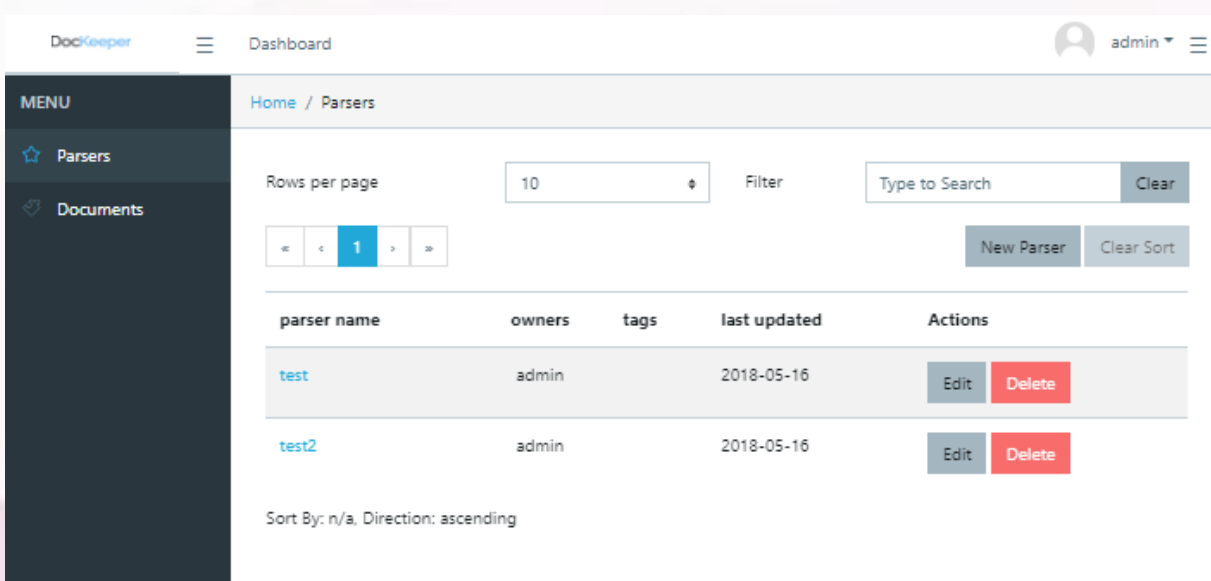 DocKeeper Dashboard admin
MENU
Home / Parsers
Parsers
Documents
Rows per page 10 Filter Type to Search Clear
« ‹ 1 › » New Parser Clear Sort
parser name owners tags last updated Actions
test admin 2018-05-16 Edit Delete
test2 admin 2018-05-16 Edit Delete
Sort By: n/a, Direction: ascending